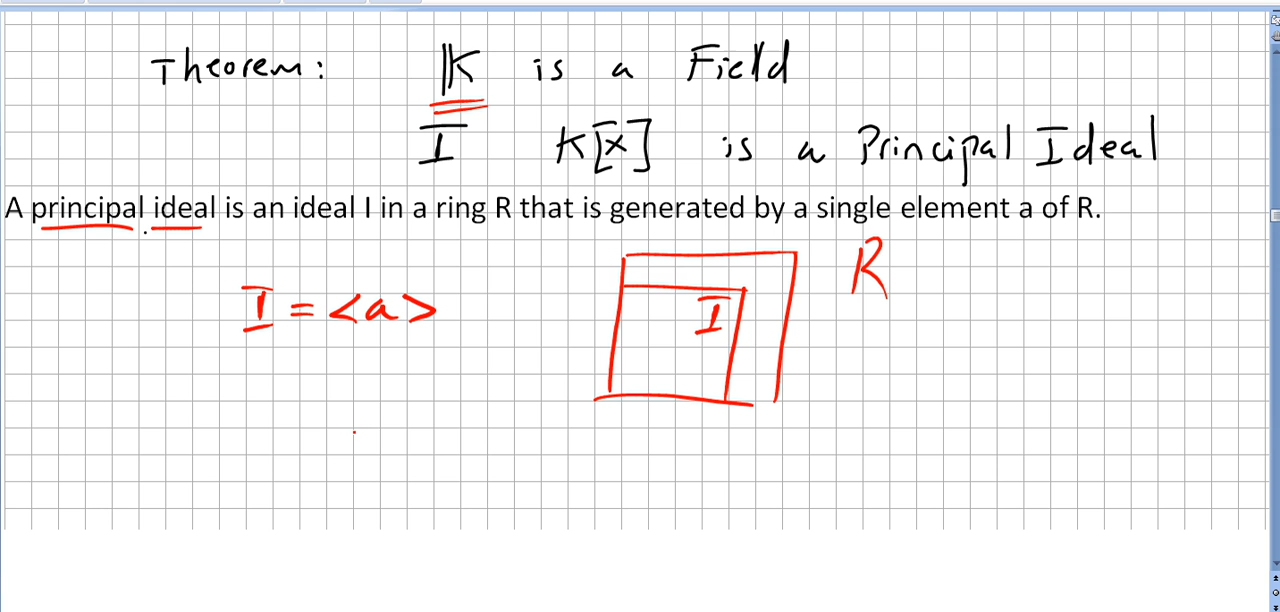 Theorem: 𝕂 is a Field
I K[x] is a Principal Ideal
A principal ideal is an ideal I in a ring R that is generated by a single element a of R.
R
I = <a> I